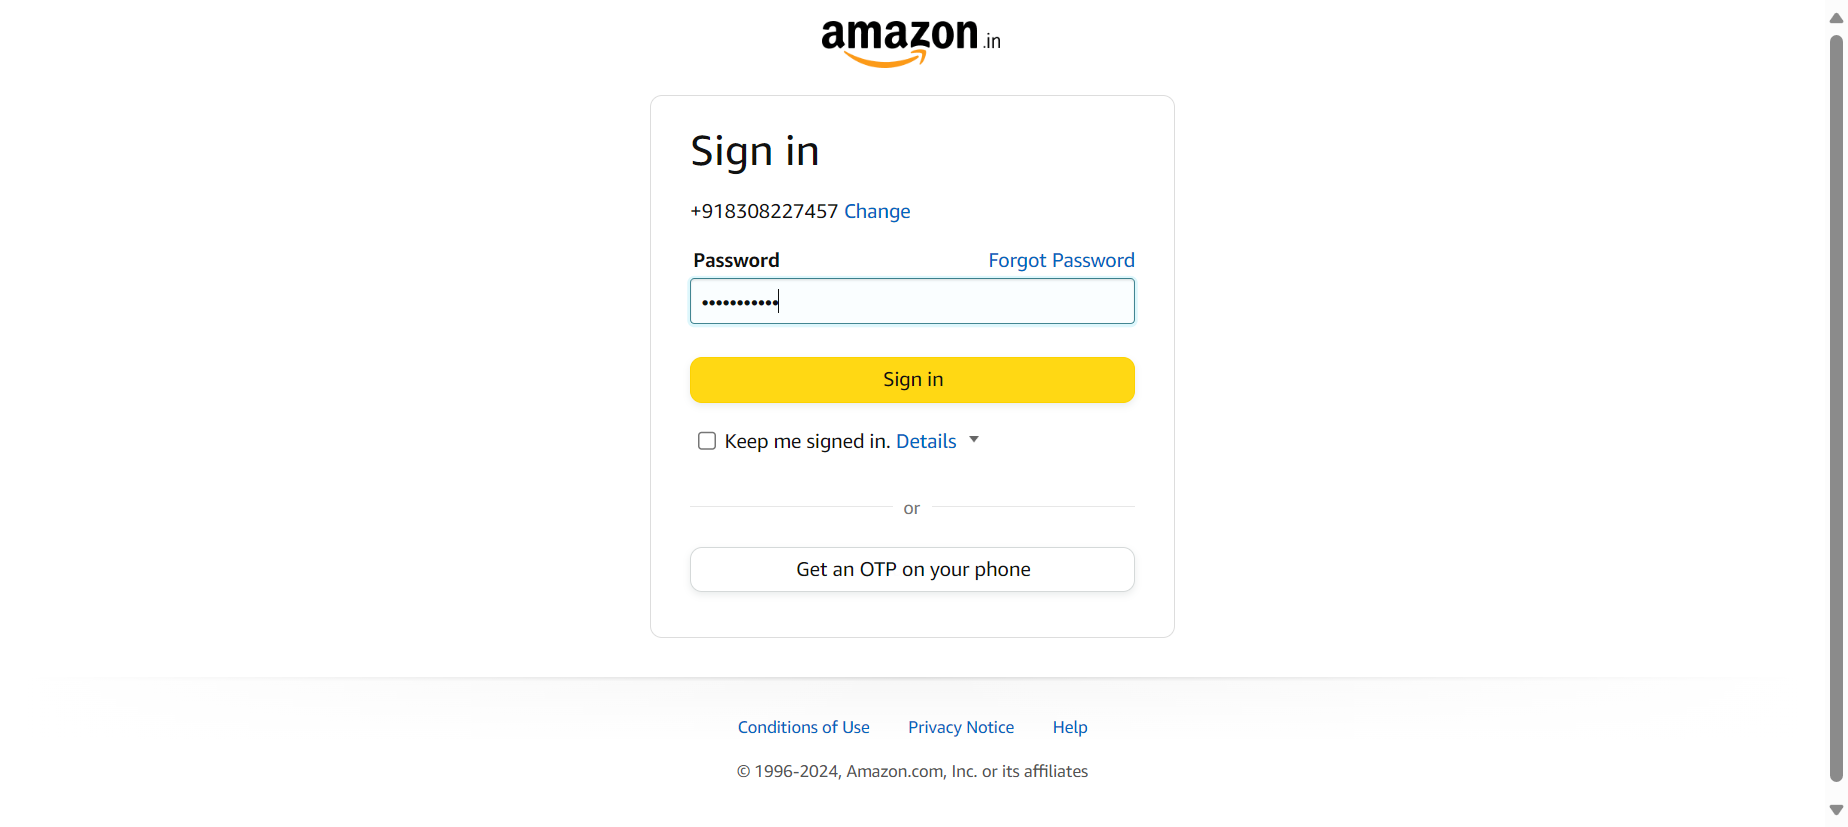 amazon.in
Sign in
+918308227457 Change
Password Forgot Password
•••••••••••
Sign in
Keep me signed in. Details
or
Get an OTP on your phone
Conditions of Use Privacy Notice Help
© 1996-2024, Amazon.com, Inc. or its affiliates